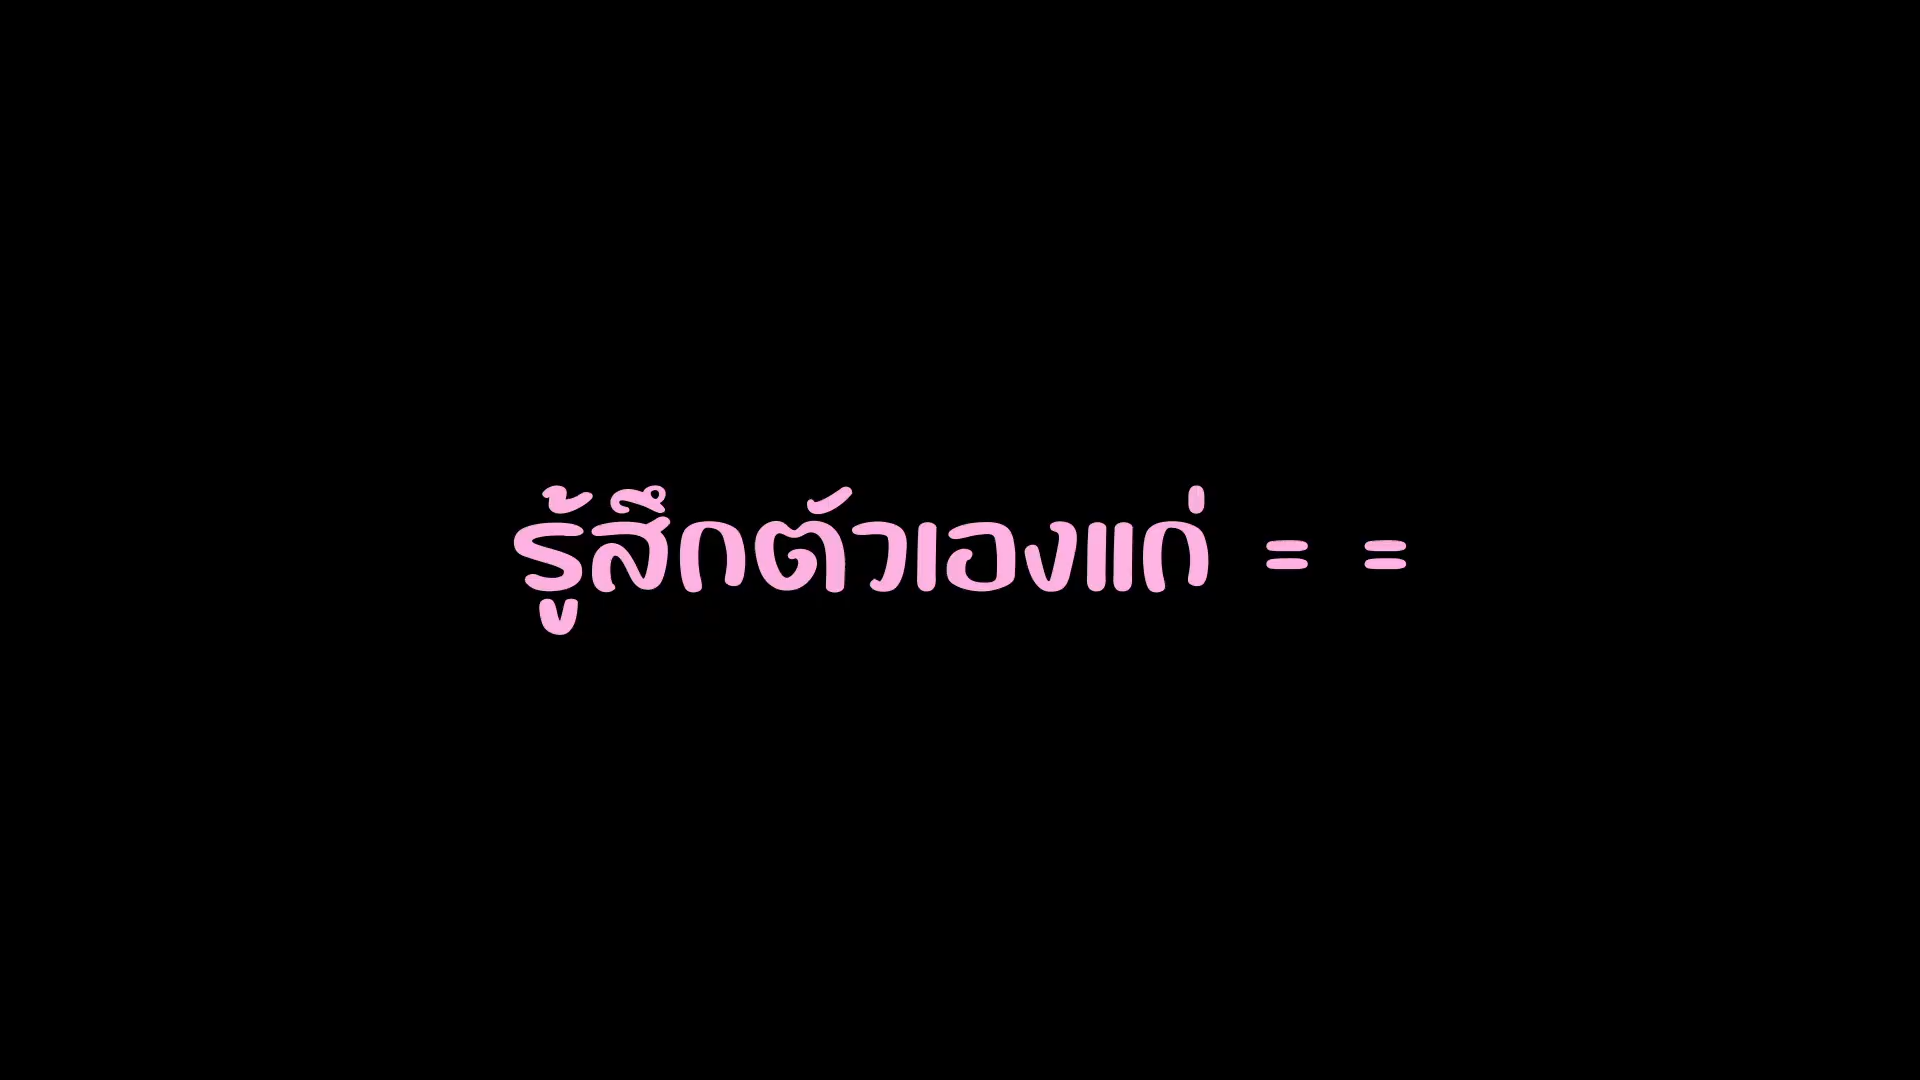 รู้สึกตัวเองแก่ = =